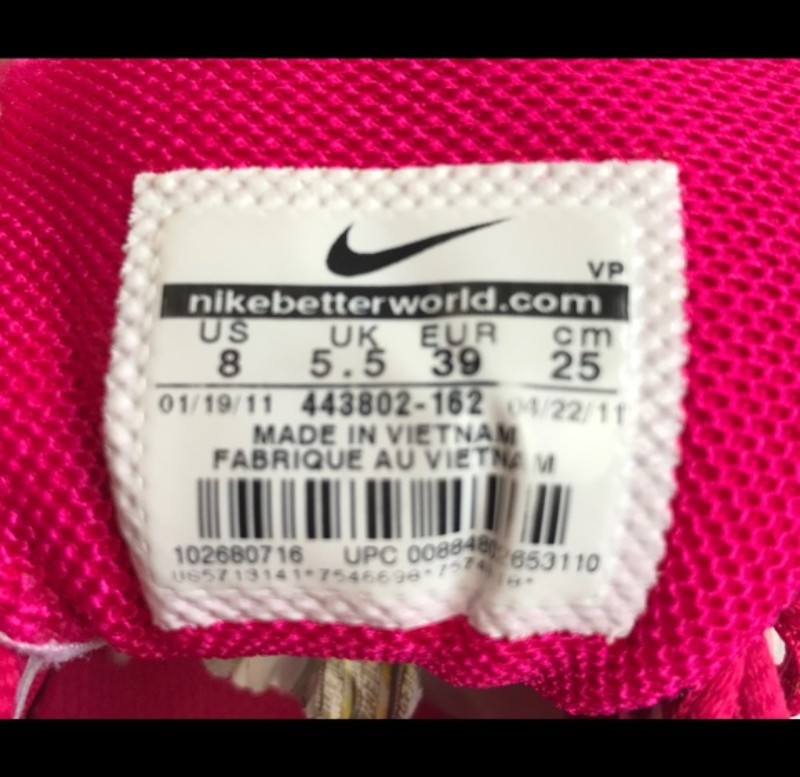 VP
nikebetterworld.com
US UK EUR cm
8 5.5 39 25
01/19/11 443802-162 04/22/11
MADE IN VIETNAM
FABRIQUE AU VIETNAM
102680716 UPC